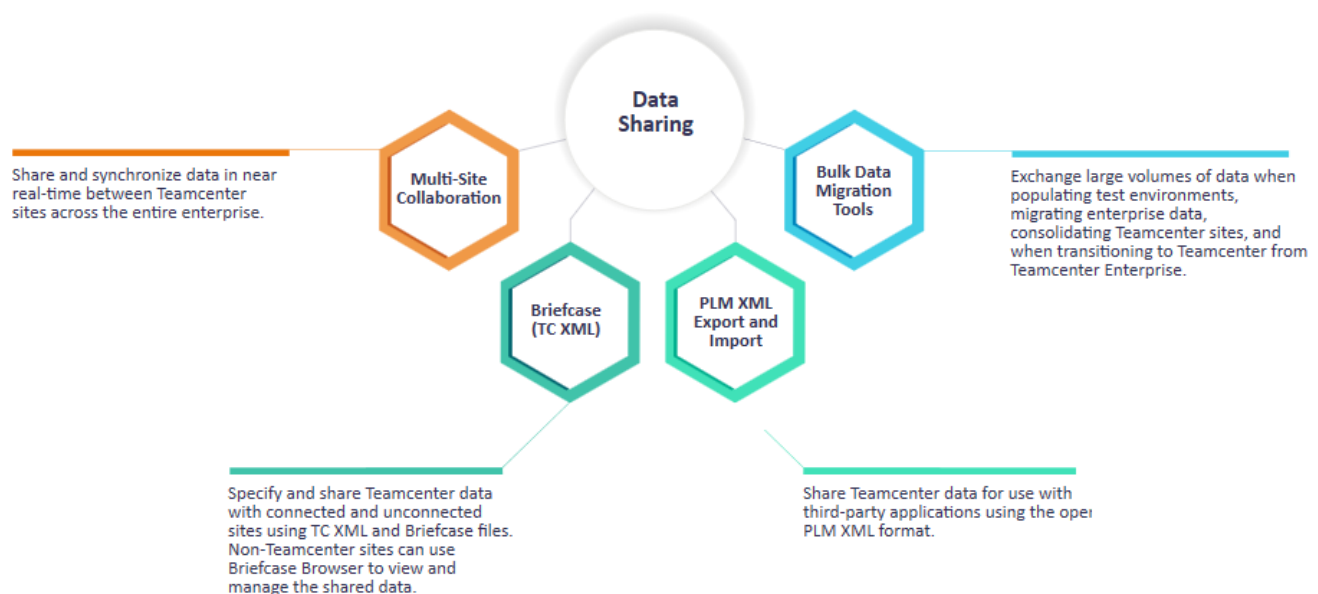 Data
Sharing
Multi-Site
Collaboration
Share and synchronize data in near
real-time between Teamcenter
sites across the entire enterprise.
Briefcase
(TC XML)
Specify and share Teamcenter data
with connected and unconnected
sites using TC XML and Briefcase files.
Non-Teamcenter sites can use
Briefcase Browser to view and
manage the shared data.
PLM XML
Export and
Import
Share Teamcenter data for use with
third-party applications using the open
PLM XML format.
Bulk Data
Migration
Tools
Exchange large volumes of data when
populating test environments,
migrating enterprise data,
consolidating Teamcenter sites, and
when transitioning to Teamcenter from
Teamcenter Enterprise.